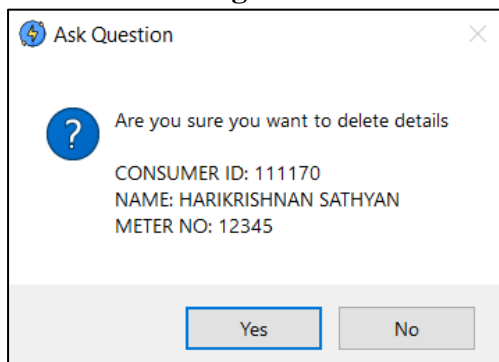 Ask Question
Are you sure you want to delete details
CONSUMER ID: 111170
NAME: HARIKRISHNAN SATHYAN
METER NO: 12345
Yes
No